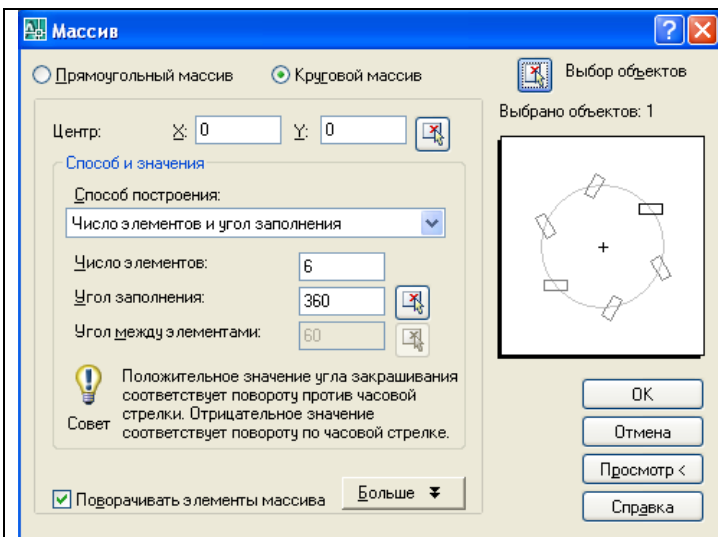 Массив
Прямоугольный массив Круговой массив Выбор объектов
Выбрано объектов: 1
Центр: X: 0 Y: 0
Способ и значения
Способ построения:
Число элементов и угол заполнения
Число элементов: 6
Угол заполнения: 360
Угол между элементами: 60
Положительное значение угла закрашивания
соответствует повороту против часовой
стрелки. Отрицательное значение
соответствует повороту по часовой стрелке.
Совет
Поворачивать элементы массива Больше
OK
Отмена
Просмотр <
Справка